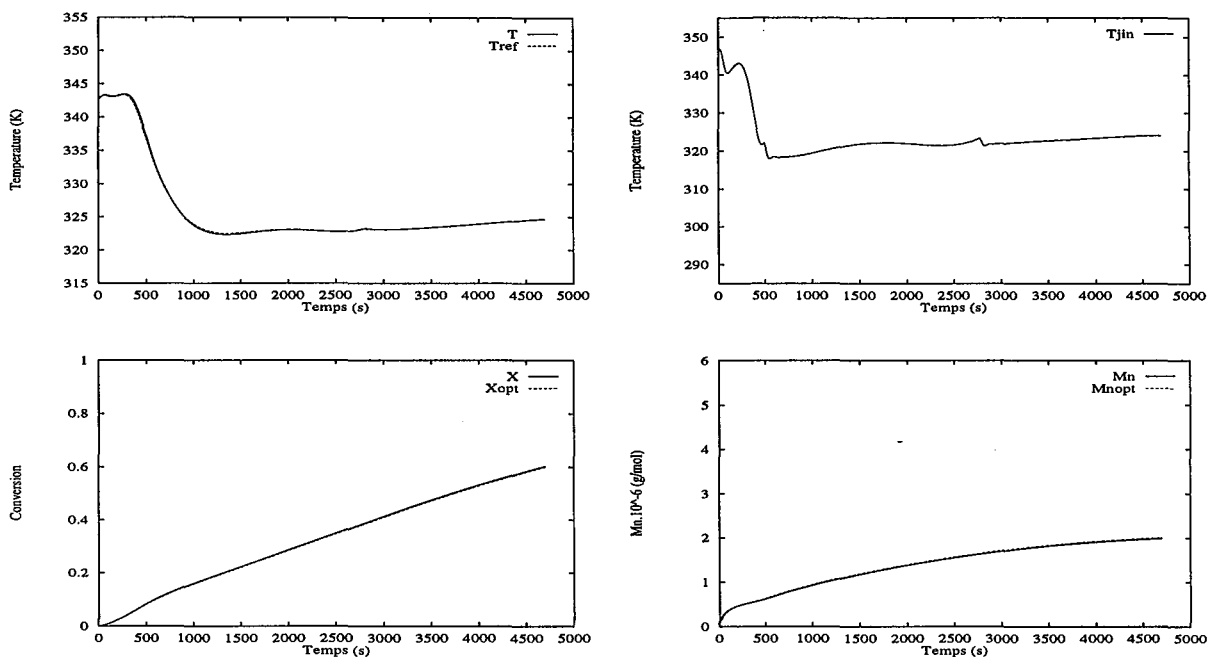 355
350
345
340
335
330
325
320
315
Temperature (K)
T
Tref
0 500 1000 1500 2000 2500 3000 3500 4000 4500 5000
Temps (s)
350
340
330
320
310
300
290
Temperature (K)
Tjin
0 500 1000 1500 2000 2500 3000 3500 4000 4500 5000
Temps (s)
1
0.8
0.6
0.4
0.2
0
Conversion
X
Xopt
0 500 1000 1500 2000 2500 3000 3500 4000 4500 5000
Temps (s)
6
5
4
3
2
1
0
Mn.10^-6 (g/mol)
Mn
Mnopt
0 500 1000 1500 2000 2500 3000 3500 4000 4500 5000
Temps (s)